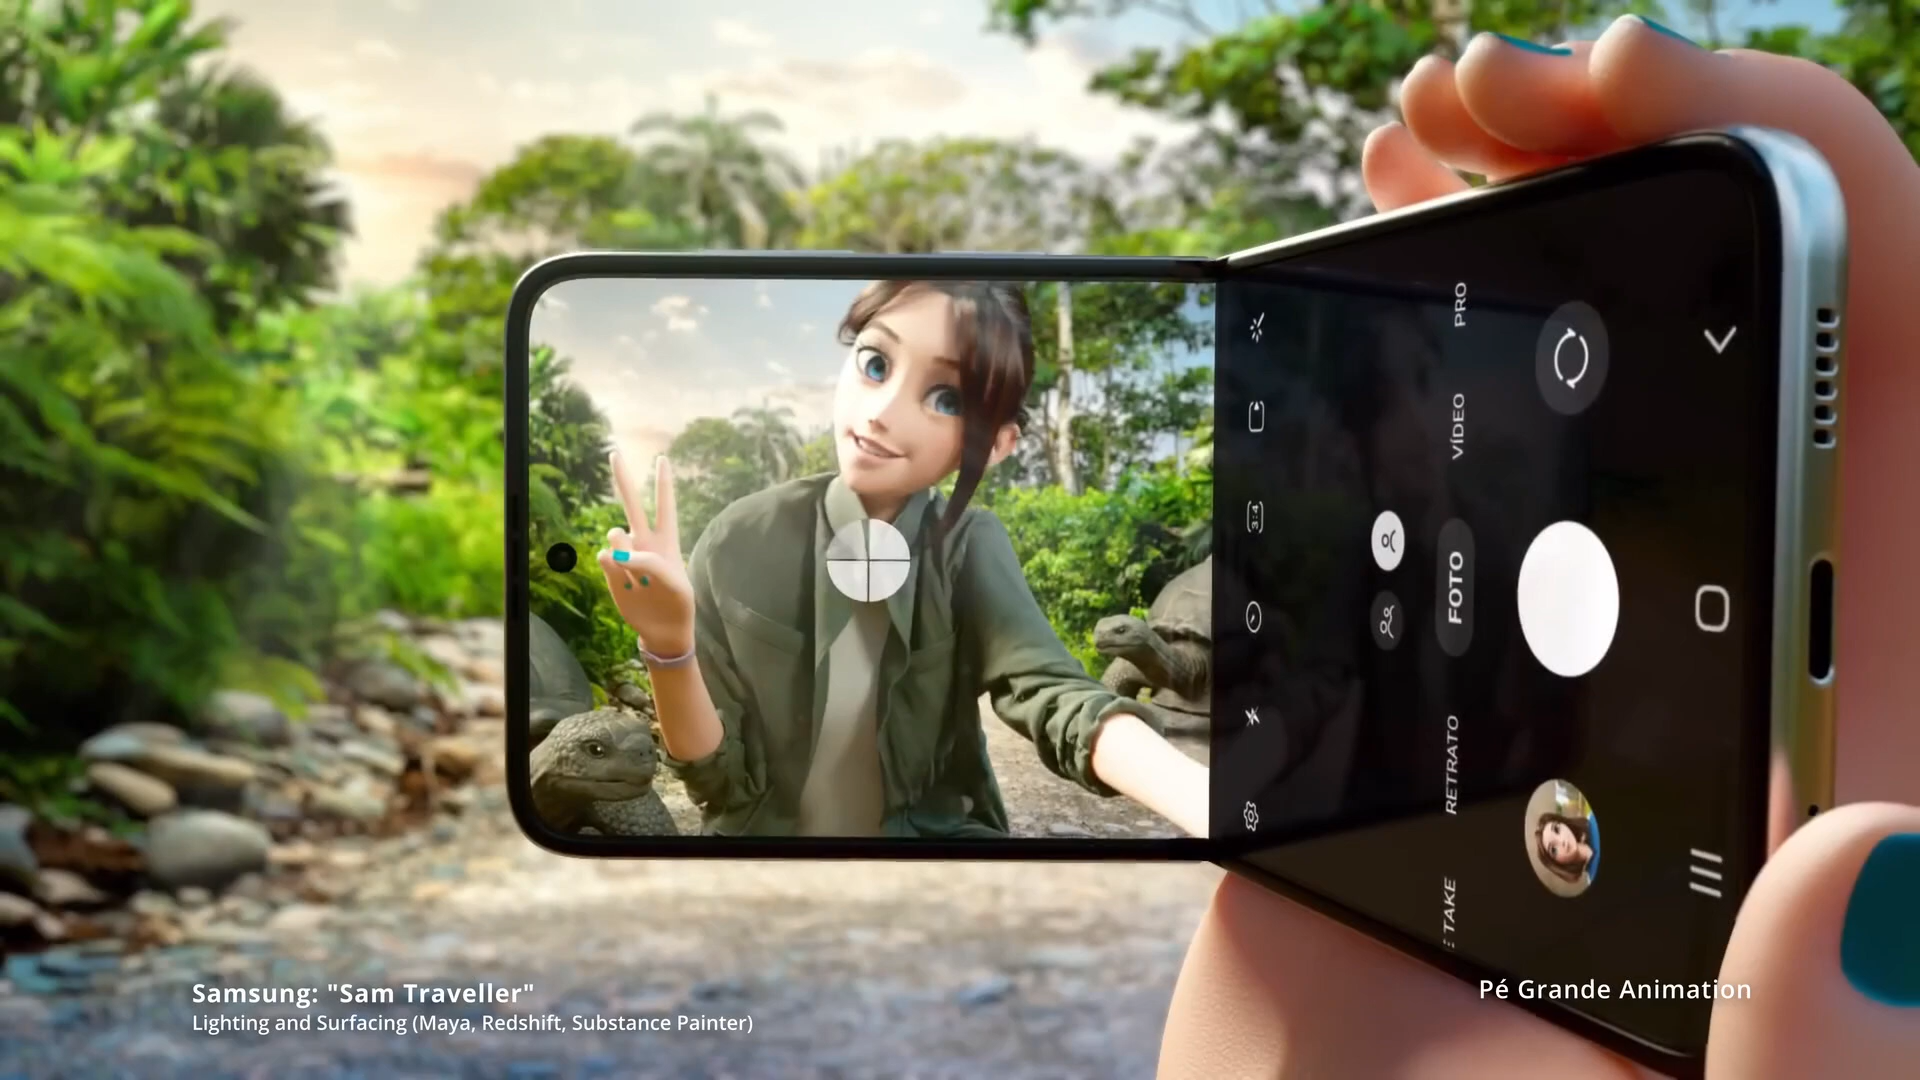 PRO
VÍDEO
3:4
FOTO
RETRATO
TAKE
Samsung: "Sam Traveller"
Lighting and Surfacing (Maya, Redshift, Substance Painter)
Pé Grande Animation